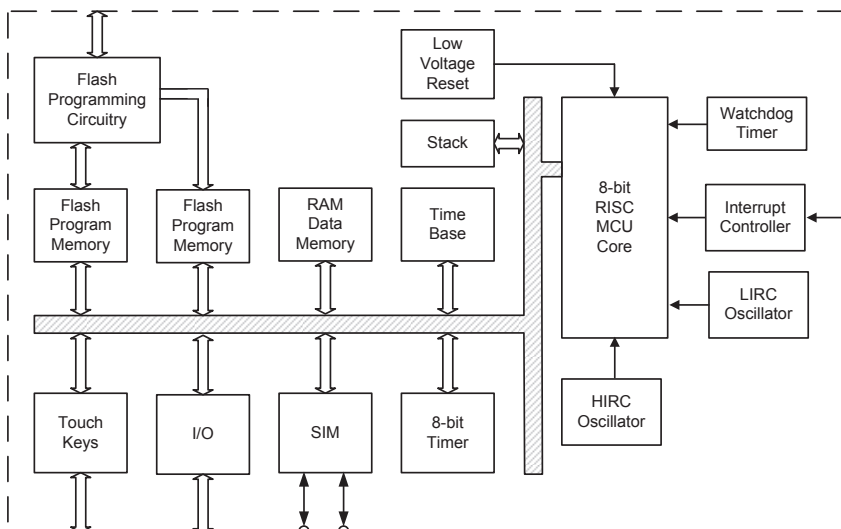 Low
Voltage
Reset
Flash
Programming
Circuitry
Watchdog
Timer
Stack
8-bit
RISC
MCU
Core
Flash
Program
Memory
Flash
Program
Memory
RAM
Data
Memory
Time
Base
Interrupt
Controller
LIRC
Oscillator
HIRC
Oscillator
Touch
Keys
I/O
SIM
8-bit
Timer